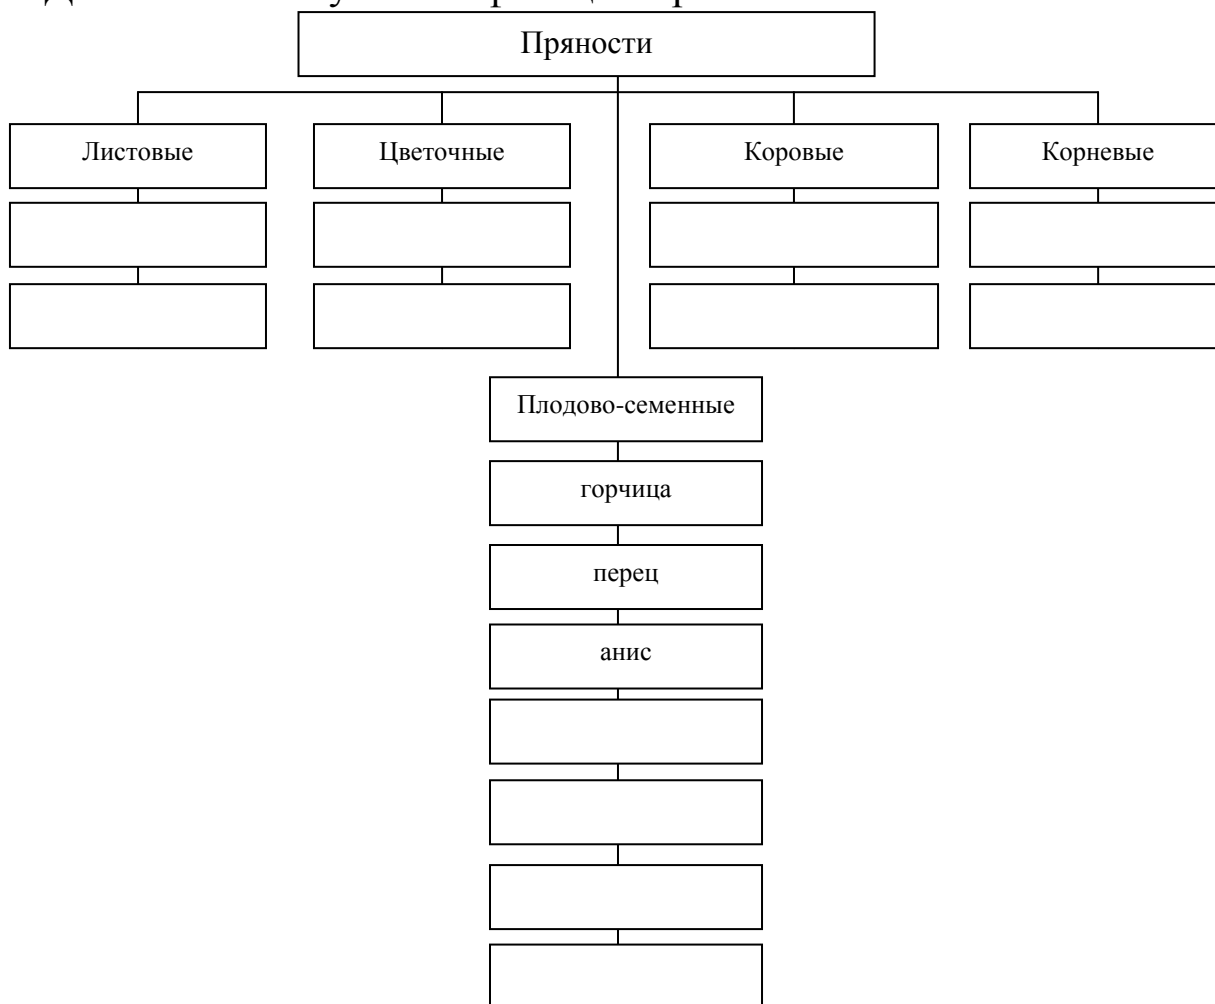 Пряности
Листовые
Цветочные
Коровые
Корневые
Плодово-семенные
горчица
перец
анис